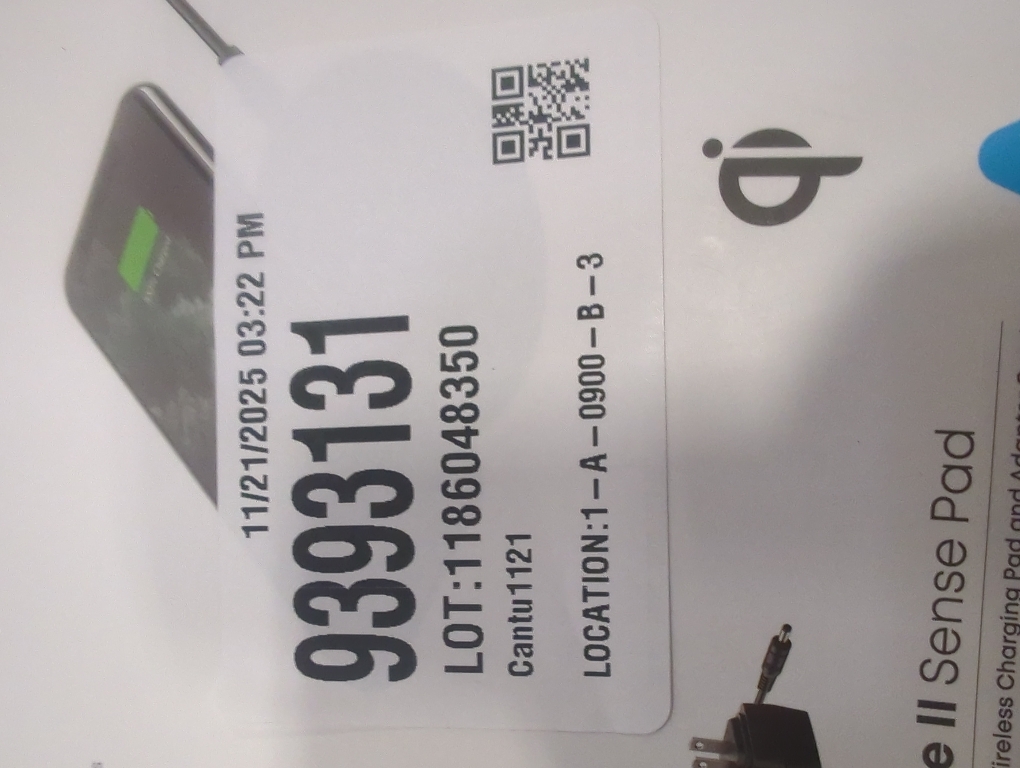 11/21/2025 03:22 PM
9393131
LOT:1186048350
Cantu1121
LOCATION:1-A-0900-B-3
qi
e II Sense Pad
ireless Charging Pad and Adapter